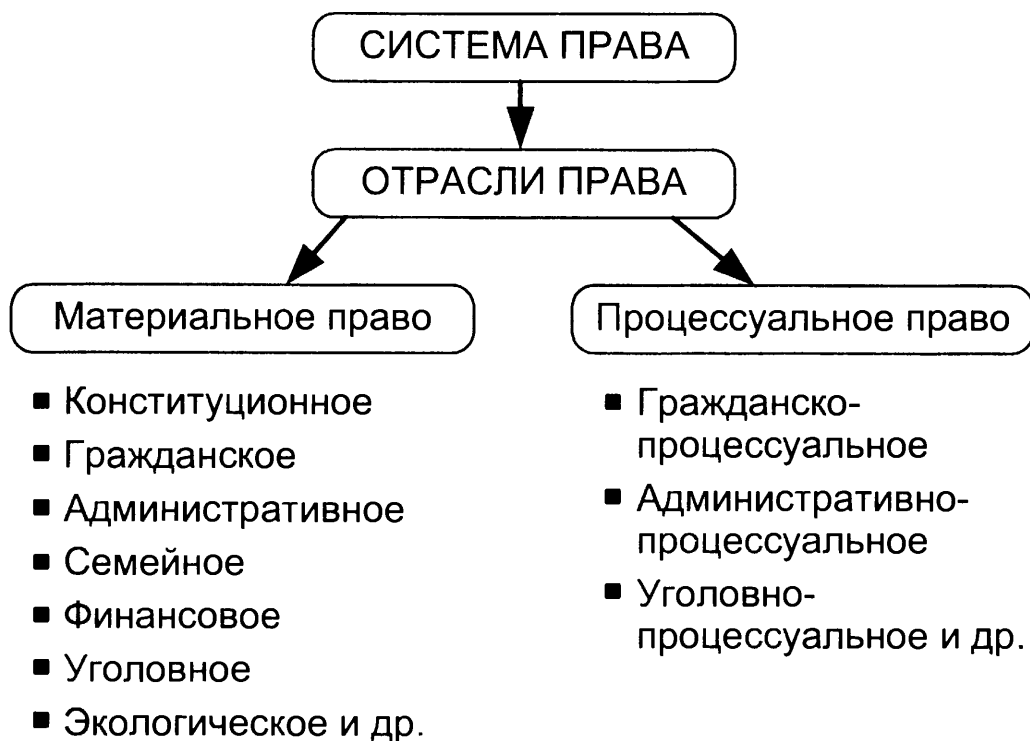 СИСТЕМА ПРАВА
ОТРАСЛИ ПРАВА
Материальное право
■ Конституционное
■ Гражданское
■ Административное
■ Семейное
■ Финансовое
■ Уголовное
■ Экологическое и др.
Процессуальное право
■ Гражданско-
процессуальное
■ Административно-
процессуальное
■ Уголовно-
процессуальное и др.